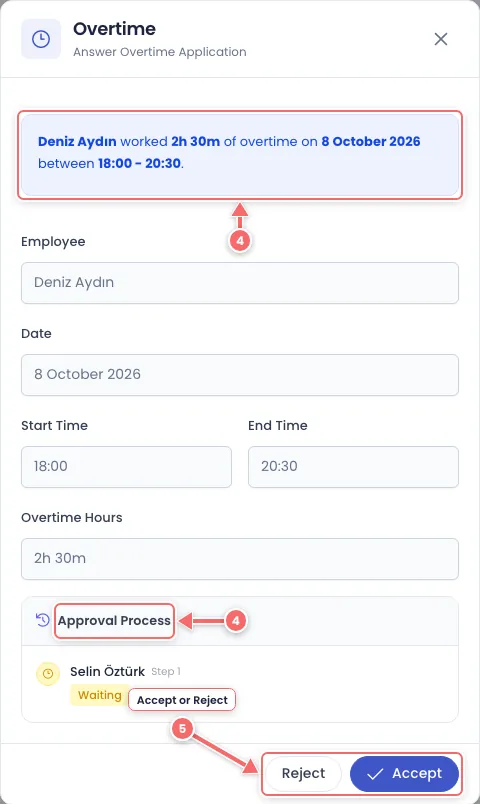 Overtime
Answer Overtime Application
Deniz Aydın worked 2h 30m of overtime on 8 October 2026
between 18:00 - 20:30.
4
Employee
Deniz Aydın
Date
8 October 2026
Start Time
End Time
18:00
20:30
Overtime Hours
2h 30m
Approval Process
4
Selin Öztürk Step 1
Waiting
Accept or Reject
5
Reject
Accept